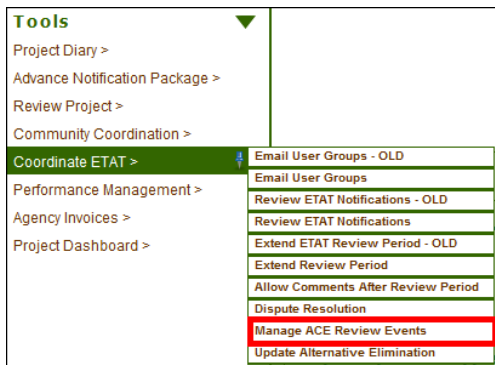 Tools
Project Diary >
Advance Notification Package >
Review Project >
Community Coordination >
Coordinate ETAT >
Performance Management >
Agency Invoices >
Project Dashboard >
Email User Groups - OLD
Email User Groups
Review ETAT Notifications - OLD
Review ETAT Notifications
Extend ETAT Review Period - OLD
Extend Review Period
Allow Comments After Review Period
Dispute Resolution
Manage ACE Review Events
Update Alternative Elimination